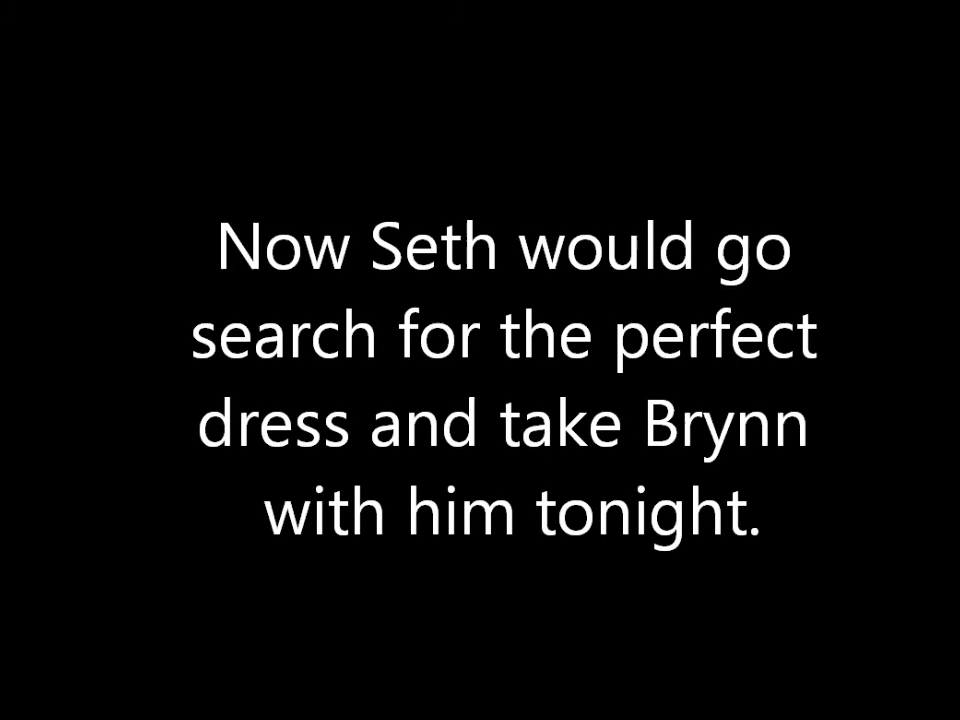 Now Seth would go
search for the perfect
dress and take Brynn
with him tonight.